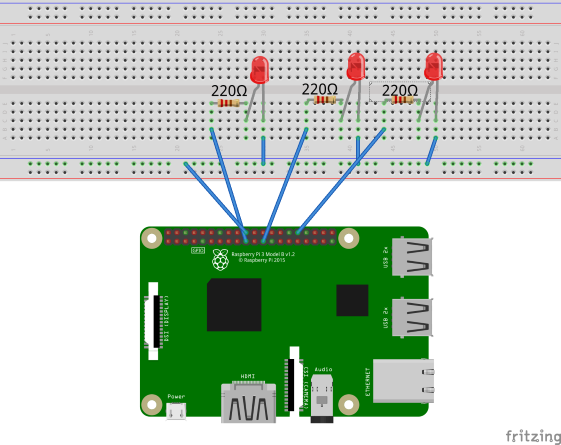 220Ω
220Ω
220Ω
GPIO
Raspberry Pi 3 Model B v1.2
© Raspberry Pi 2015
DSI (DISPLAY)
USB 2x
USB 2x
Power
HDMI
CSI (CAMERA)
Audio
ETHERNET
fritzing